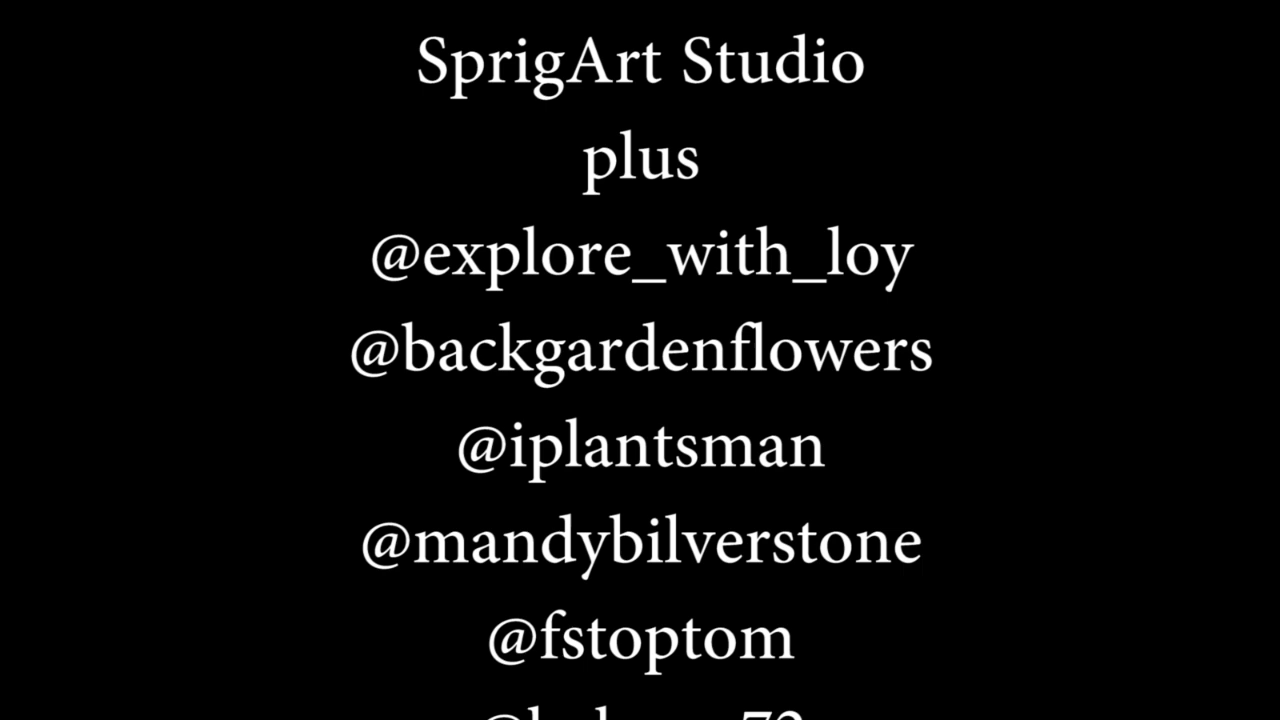 SprigArt Studio
plus
@explore_with_loy
@backgardenflowers
@iplantsman
@mandybilverstone
@fstoptom